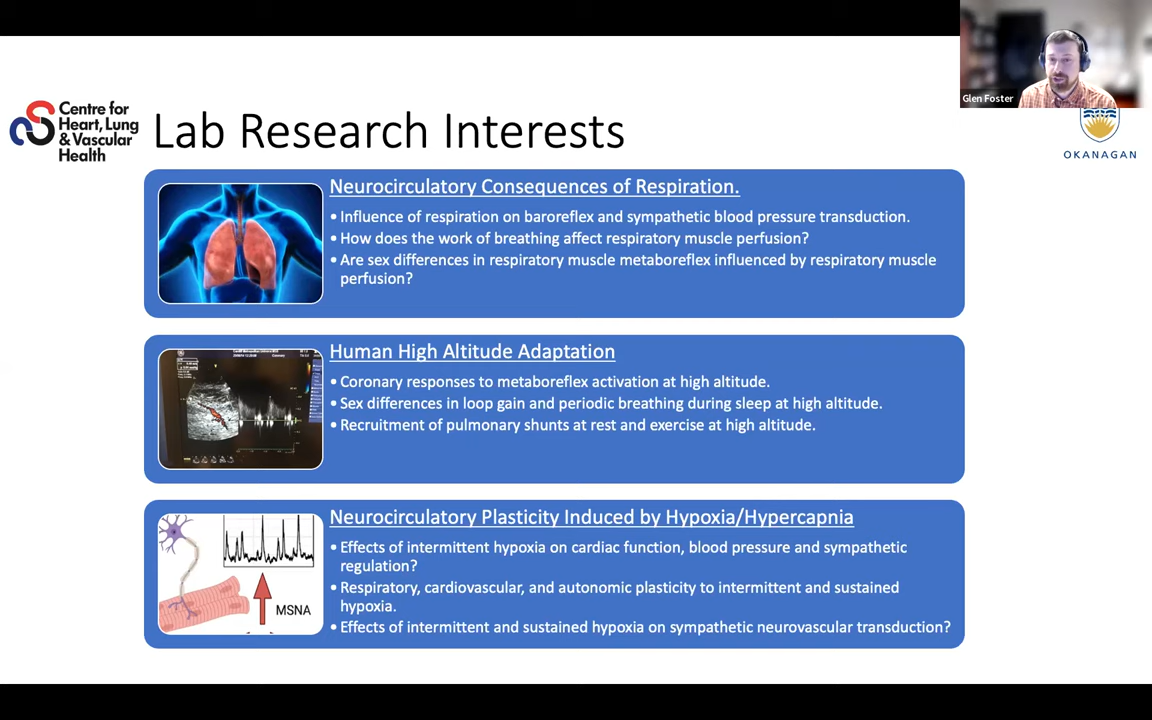 Glen Foster
Centre for
Heart, Lung
& Vascular
Health
Lab Research Interests
OKANAGAN
Neurocirculatory Consequences of Respiration.
• Influence of respiration on baroreflex and sympathetic blood pressure transduction.
• How does the work of breathing affect respiratory muscle perfusion?
• Are sex differences in respiratory muscle metaboreflex influenced by respiratory muscle
perfusion?
Human High Altitude Adaptation
• Coronary responses to metaboreflex activation at high altitude.
• Sex differences in loop gain and periodic breathing during sleep at high altitude.
• Recruitment of pulmonary shunts at rest and exercise at high altitude.
Neurocirculatory Plasticity Induced by Hypoxia/Hypercapnia
• Effects of intermittent hypoxia on cardiac function, blood pressure and sympathetic
regulation?
• Respiratory, cardiovascular, and autonomic plasticity to intermittent and sustained
hypoxia.
• Effects of intermittent and sustained hypoxia on sympathetic neurovascular transduction?
MSNA